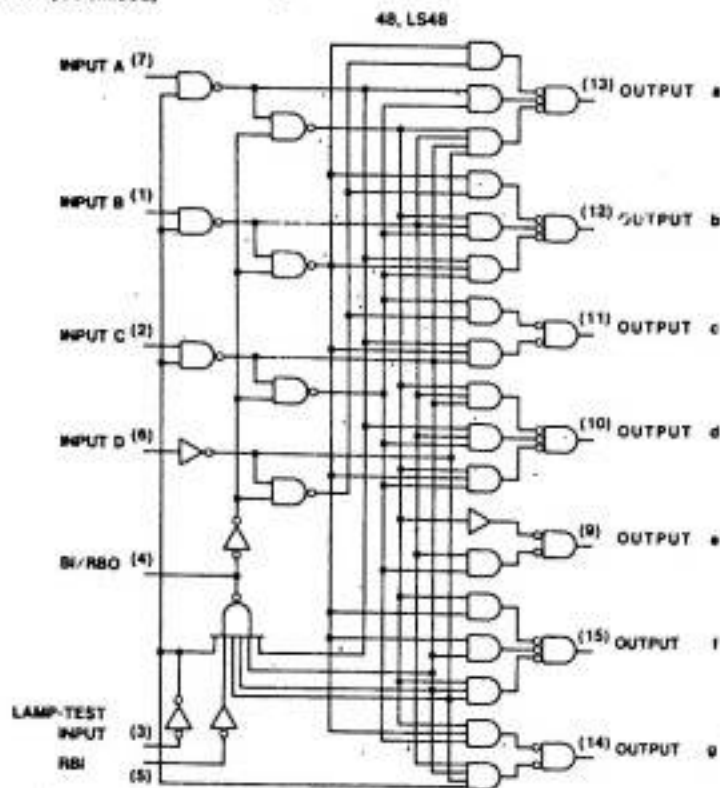 48, LS48
INPUT A (7)
(13) OUTPUT a
INPUT B (1)
(12) OUTPUT b
INPUT C (2)
(11) OUTPUT c
INPUT D (6)
(10) OUTPUT d
(9) OUTPUT e
BI/RBO (4)
(15) OUTPUT f
LAMP-TEST
INPUT (3)
(14) OUTPUT g
RBI
(5)